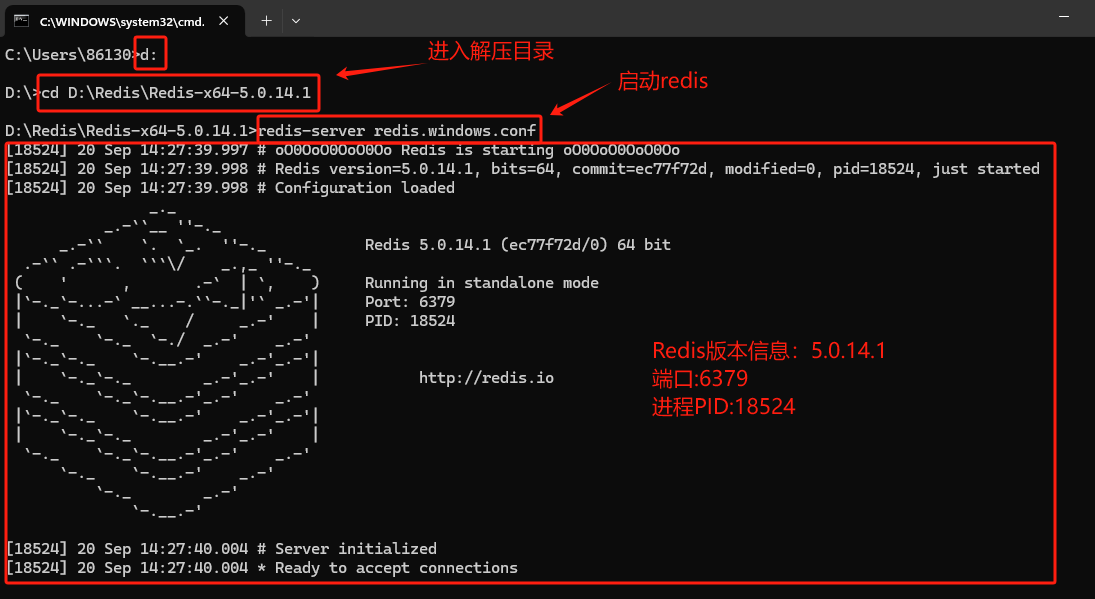 C:\WINDOWS\system32\cmd.
C:\Users\86130>d:
进入解压目录
启动redis
D:\>cd D:\Redis\Redis-x64-5.0.14.1
D:\Redis\Redis-x64-5.0.14.1>redis-server redis.windows.conf
[18524] 20 Sep 14:27:39.997 # oO0OoO0OoO0Oo Redis is starting oO0OoO0OoO0Oo
[18524] 20 Sep 14:27:39.998 # Redis version=5.0.14.1, bits=64, commit=ec77f72d, modified=0, pid=18524, just started
[18524] 20 Sep 14:27:39.998 # Configuration loaded
Redis 5.0.14.1 (ec77f72d/0) 64 bit
Running in standalone mode
Port: 6379
PID: 18524
http://redis.io
Redis版本信息：5.0.14.1
端口:6379
进程PID:18524
[18524] 20 Sep 14:27:40.004 # Server initialized
[18524] 20 Sep 14:27:40.004 * Ready to accept connections